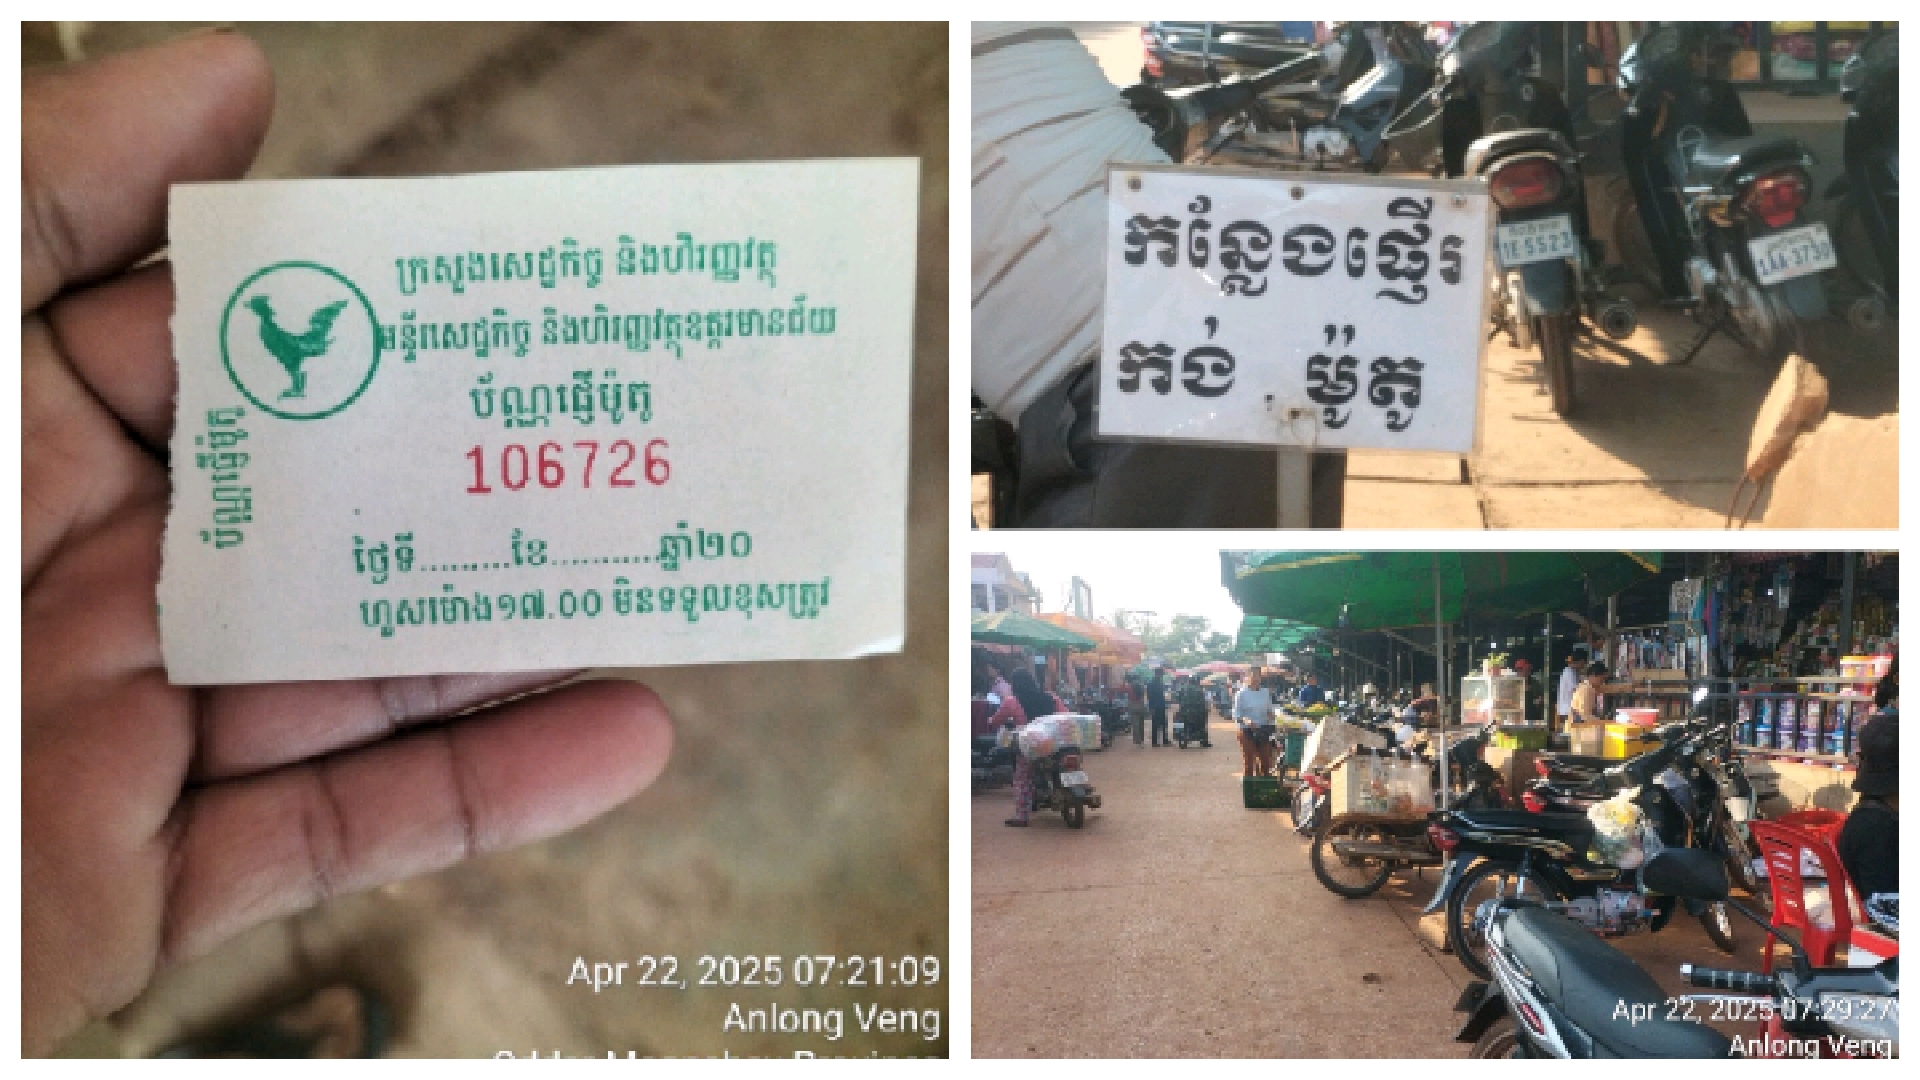 ក្រសួងសេដ្ឋកិច្ច និងហិរញ្ញវត្ថុ
មន្ទីរសេដ្ឋកិច្ច និងហិរញ្ញវត្ថុឧត្តរមានជ័យ
ប័ណ្ណផ្ញើម៉ូតូ
106726
ប័ណ្ណផ្ញើម៉ូតូ
ថ្ងៃទី.........ខែ...........ឆ្នាំ២០
ហួសម៉ោង១៧.០០ មិនទទួលខុសត្រូវ
Apr 22, 2025 07:21:09
Anlong Veng
កន្លែងផ្ញើរ
កង់ . ម៉ូតូ
1E-5523
1AA-3730
Apr 22, 2025 07:29:27
Anlong Veng